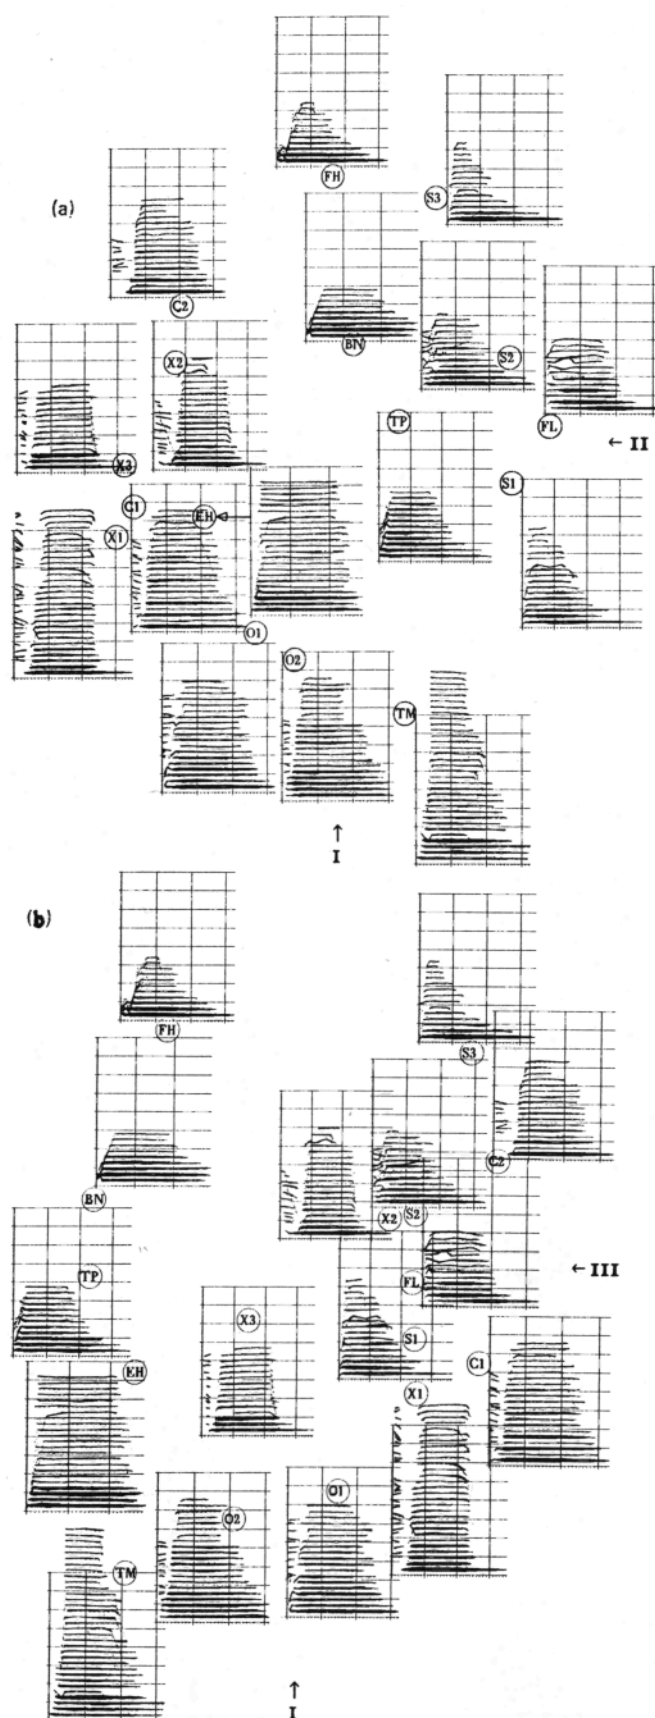 FH
S3
(a)
C2
BN
S2
X2
FL
← II
TP
X3
S1
C1
EH
X1
O1
O2
TM
↑
I
(b)
FH
S3
C2
BN
X2
S2
← III
TP
FL
X3
S1
EH
C1
X1
O1
O2
TM
↑
I